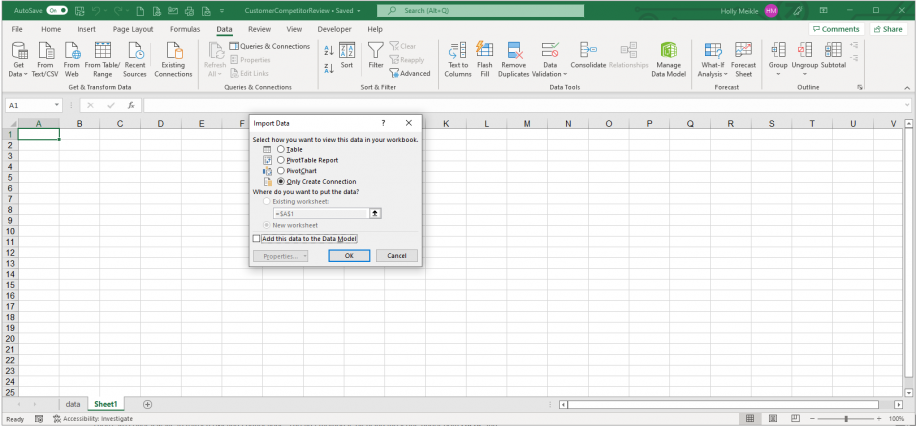 AutoSave On CustomerCompetitorReview • Saved Search (Alt+Q) Holly Meikle HM
File Home Insert Page Layout Formulas Data Review View Developer Help Comments Share
Get Data From Text/CSV From Web From Table/ Range Recent Sources Existing Connections
Get & Transform Data
Refresh All Queries & Connections Properties Edit Links
Queries & Connections
Sort Filter Clear Reapply Advanced
Sort & Filter
Text to Columns Flash Fill Remove Duplicates Data Validation Consolidate Relationships Manage Data Model
Data Tools
What-If Analysis Forecast Sheet
Forecast
Group Ungroup Subtotal
Outline
A1 fx
A B C D E F K L M N O P Q R S T U V
1
2
3
4
5
6
7
8
9
10
11
12
13
14
15
16
17
18
19
20
21
22
23
24
25
Import Data ? ×
Select how you want to view this data in your workbook.
Table
PivotTable Report
PivotChart
Only Create Connection
Where do you want to put the data?
Existing worksheet:
=$A$1
New worksheet
Add this data to the Data Model
Properties... OK Cancel
data Sheet1
Ready Accessibility: Investigate 100%